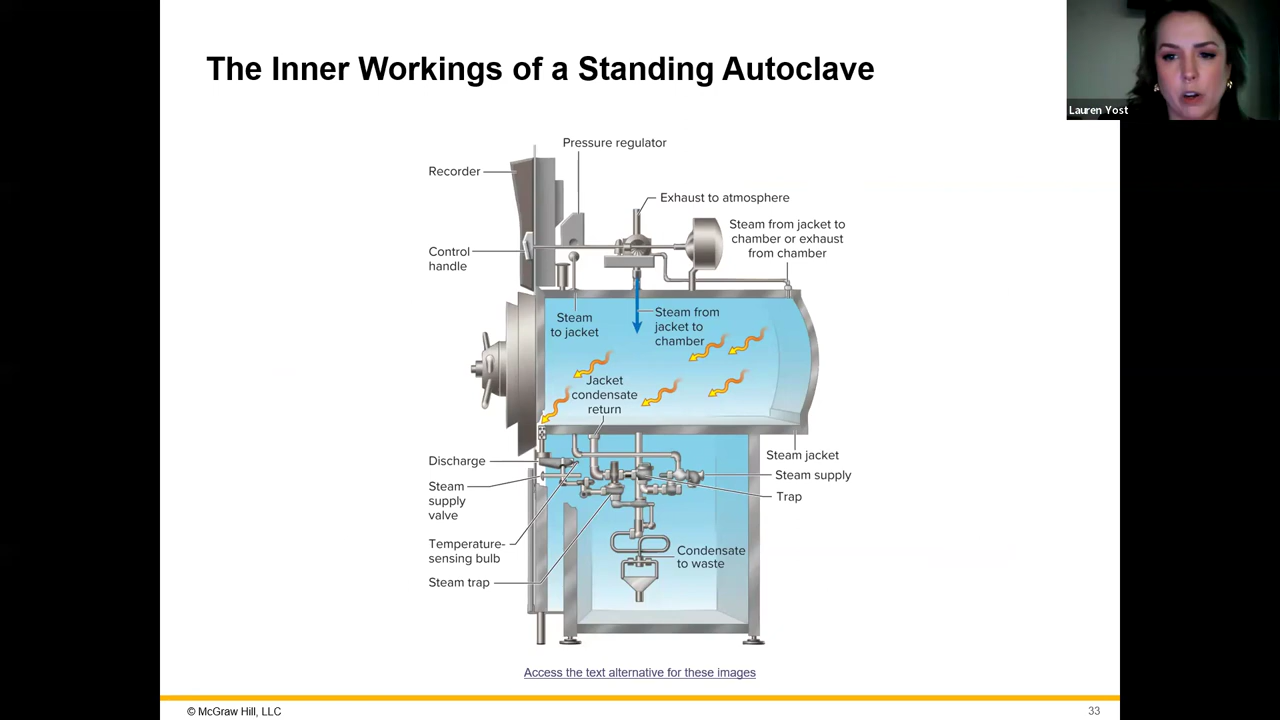 The Inner Workings of a Standing Autoclave
Lauren Yost
Pressure regulator
Recorder
Exhaust to atmosphere
Steam from jacket to
chamber or exhaust
from chamber
Control
handle
Steam
to jacket
Steam from
jacket to
chamber
Jacket
condensate
return
Steam jacket
Discharge
Steam supply
Steam
supply
valve
Trap
Temperature-
sensing bulb
Condensate
to waste
Steam trap
Access the text alternative for these images
© McGraw Hill, LLC
33